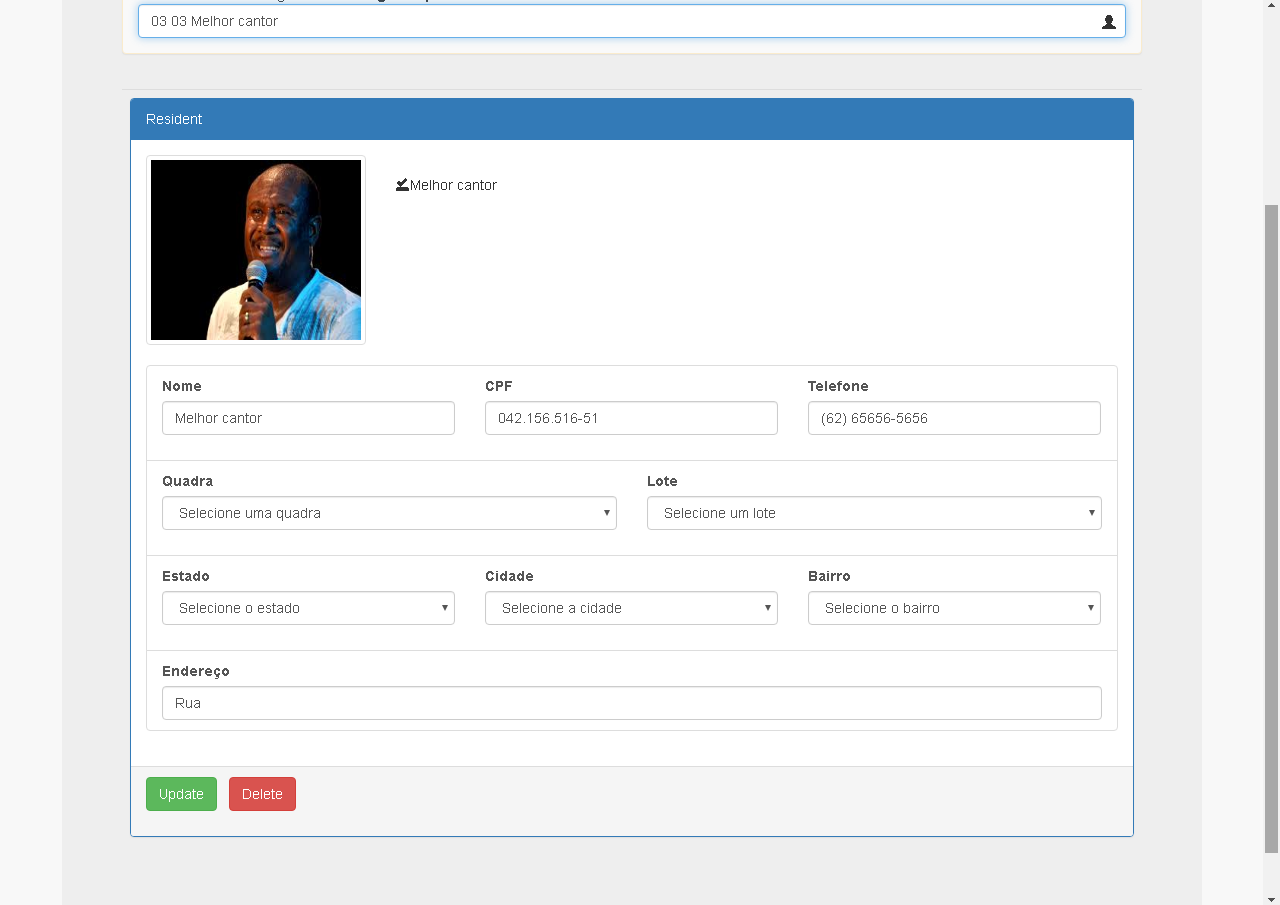 03 03 Melhor cantor
Resident
Melhor cantor
Nome CPF Telefone
Melhor cantor 042.156.516-51 (62) 65656-5656
Quadra Lote
Selecione uma quadra Selecione um lote
Estado Cidade Bairro
Selecione o estado Selecione a cidade Selecione o bairro
Endereço
Rua
Update Delete